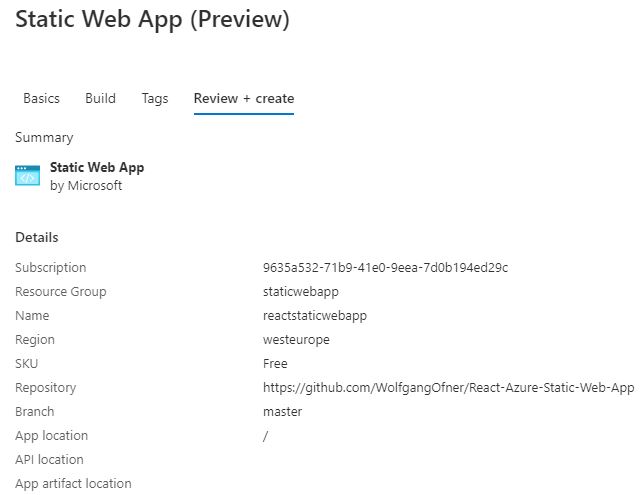 Static Web App (Preview)
Basics Build Tags Review + create
Summary
Static Web App
by Microsoft
Details
Subscription 9635a532-71b9-41e0-9eea-7d0b194ed29c
Resource Group staticwebapp
Name reactstaticwebapp
Region westeurope
SKU Free
Repository https://github.com/WolfgangOfner/React-Azure-Static-Web-App
Branch master
App location /
API location
App artifact location